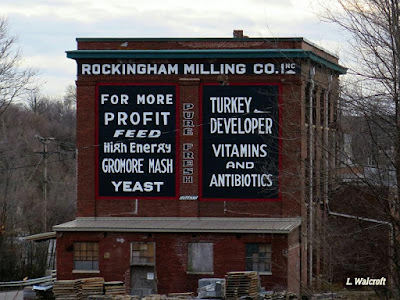 ROCKINGHAM MILLING CO. INC
FOR MORE
PROFIT
FEED
High Energy
GROMORE MASH
YEAST
PURE FRESH
TURKEY
DEVELOPER
VITAMINS
AND
ANTIBIOTICS
L. Walcroft